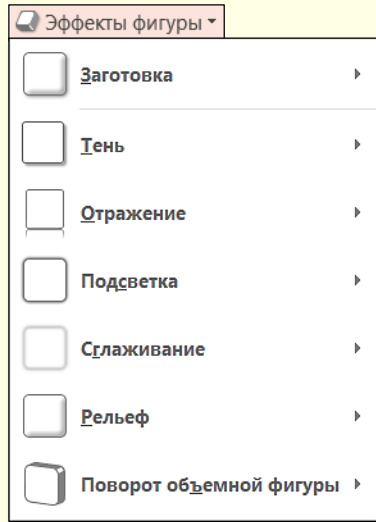 Эффекты фигуры
Заготовка
Тень
Отражение
Подсветка
Сглаживание
Рельеф
Поворот объемной фигуры